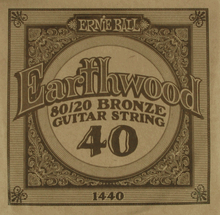 ERNIE BALL
Earthwood
80/20 BRONZE
GUITAR STRING
40
1440